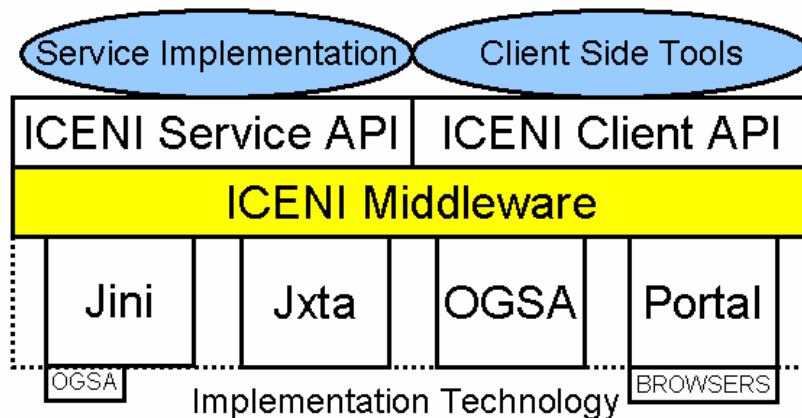 Service Implementation
Client Side Tools
ICENI Service API
ICENI Client API
ICENI Middleware
Jini
Jxta
OGSA
Portal
OGSA
BROWSERS
Implementation Technology